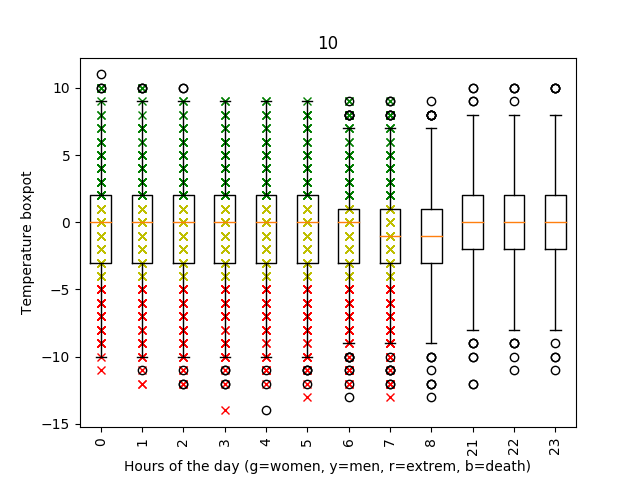 10
10
5
0
−5
−10
−15
Temperature boxpot
0 1 2 3 4 5 6 7 8 21 22 23
Hours of the day (g=women, y=men, r=extrem, b=death)